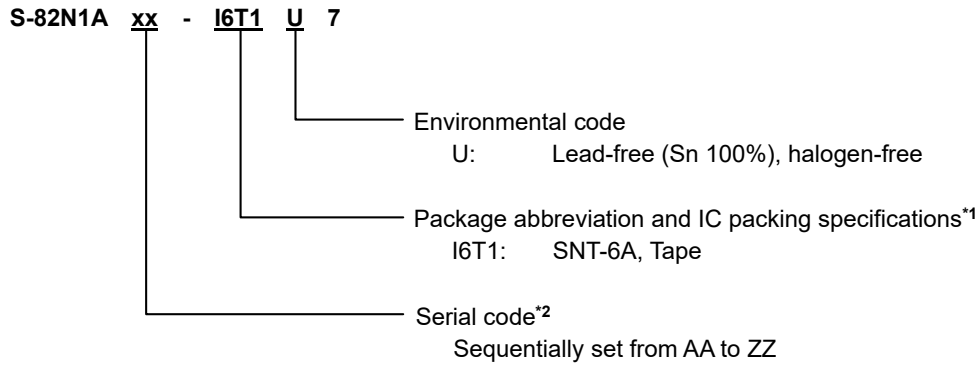 S-82N1A xx - I6T1 U 7
Environmental code
U: Lead-free (Sn 100%), halogen-free
Package abbreviation and IC packing specifications*1
I6T1: SNT-6A, Tape
Serial code*2
Sequentially set from AA to ZZ